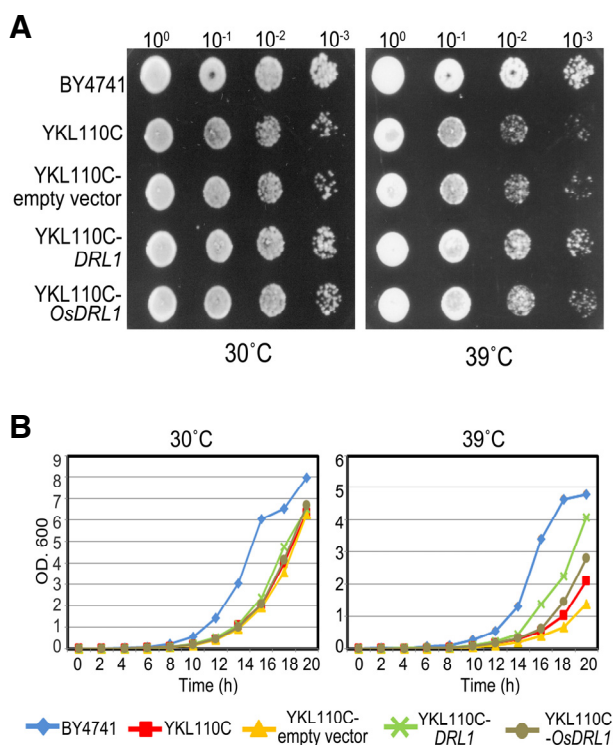 A
10⁰ 10⁻¹ 10⁻² 10⁻³ 10⁰ 10⁻¹ 10⁻² 10⁻³
BY4741
YKL110C
YKL110C-
empty vector
YKL110C-
DRL1
YKL110C-
OsDRL1
30˚C 39˚C
B
30˚C 39˚C
OD. 600
9
8
7
6
5
4
3
2
1
0
0 2 4 6 8 10 12 14 16 18 20
Time (h)
6
5
4
3
2
1
0
0 2 4 6 8 10 12 14 16 18 20
Time (h)
BY4741
YKL110C
YKL110C-
empty vector
YKL110C-
DRL1
YKL110C
-OsDRL1